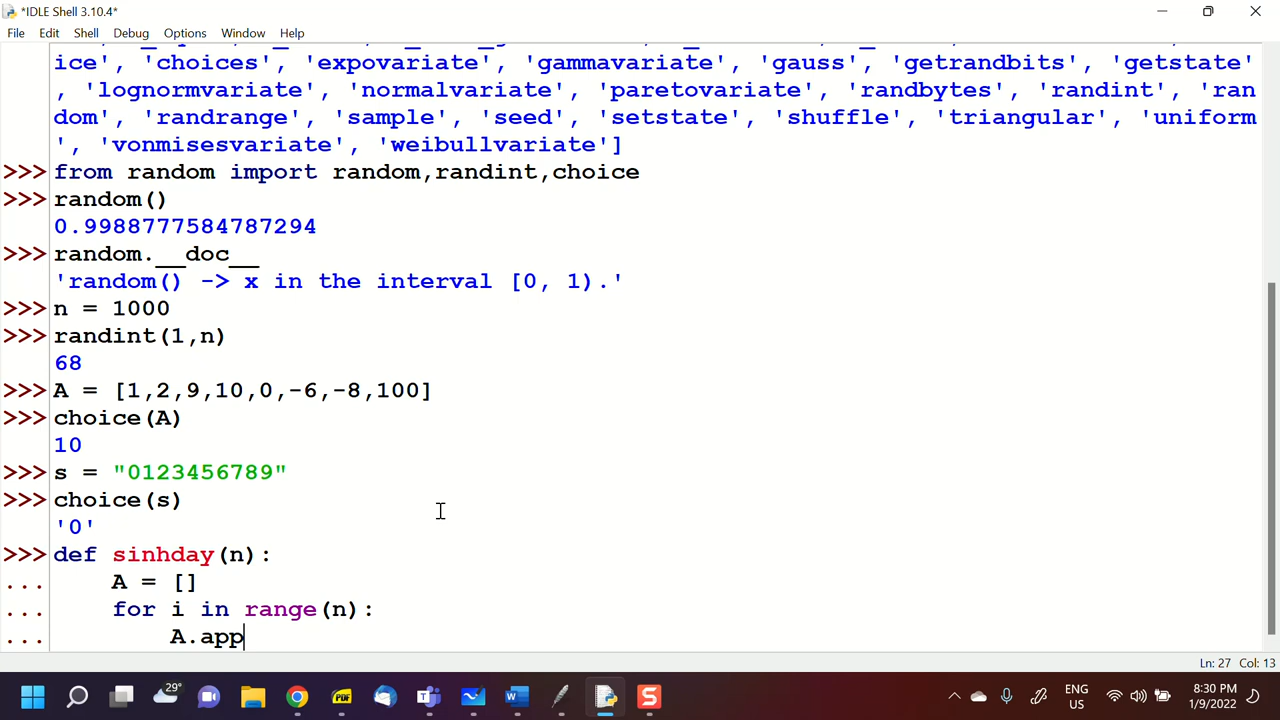 *IDLE Shell 3.10.4*
File Edit Shell Debug Options Window Help
ice', 'choices', 'expovariate', 'gammavariate', 'gauss', 'getrandbits', 'getstate'
, 'lognormvariate', 'normalvariate', 'paretovariate', 'randbytes', 'randint', 'ran
dom', 'randrange', 'sample', 'seed', 'setstate', 'shuffle', 'triangular', 'uniform
', 'vonmisesvariate', 'weibullvariate']
>>> from random import random,randint,choice
>>> random()
0.9988777584787294
>>> random.__doc__
'random() -> x in the interval [0, 1).'
>>> n = 1000
>>> randint(1,n)
68
>>> A = [1,2,9,10,0,-6,-8,100]
>>> choice(A)
10
>>> s = "0123456789"
>>> choice(s)
'0'
>>> def sinhday(n):
...     A = []
...     for i in range(n):
...         A.app
Ln: 27 Col: 13
29°
PDF
ENG
US
8:30 PM
1/9/2022